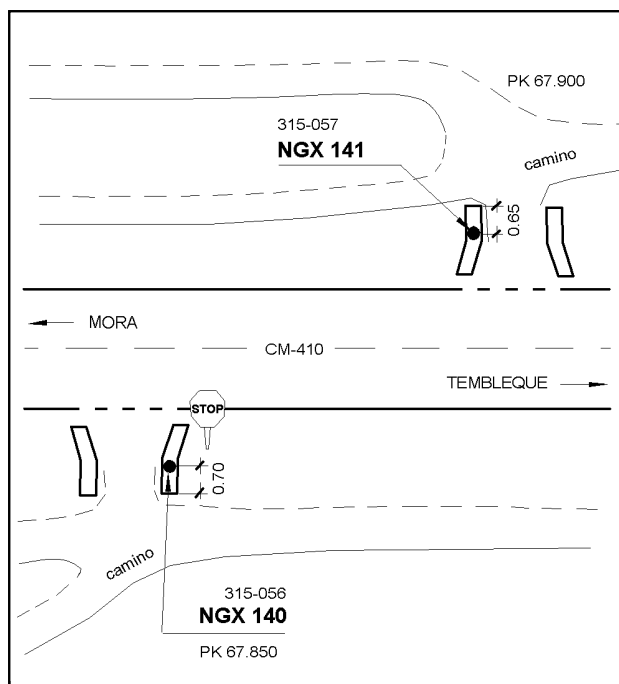 PK 67.900
315-057
NGX 141
camino
0.65
MORA
CM-410
TEMBLEQUE
STOP
0.70
camino
315-056
NGX 140
PK 67.850